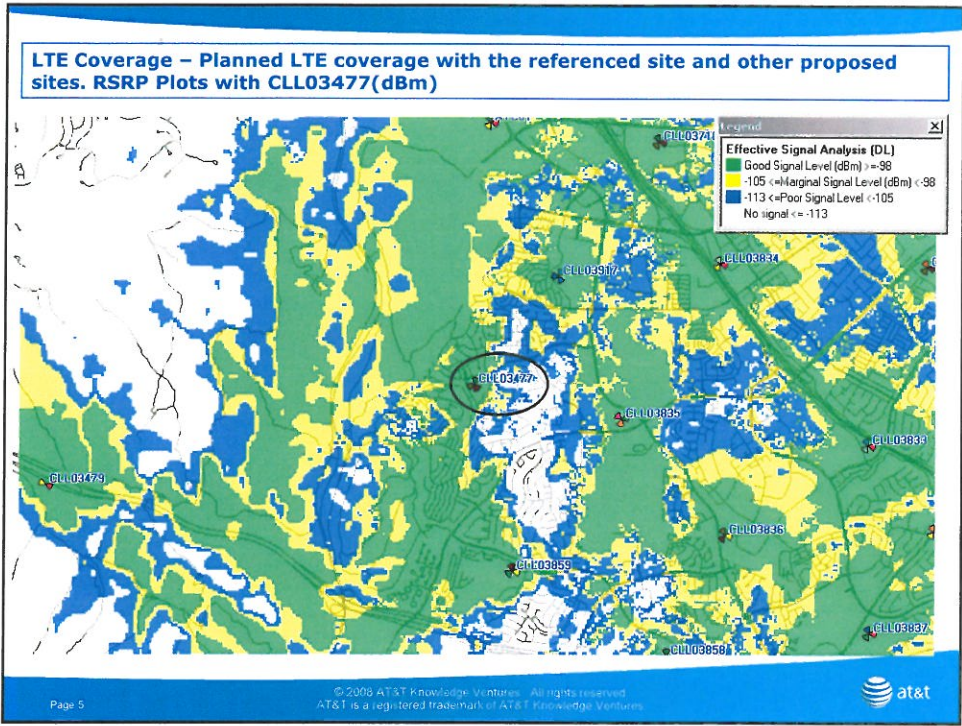 LTE Coverage – Planned LTE coverage with the referenced site and other proposed
sites. RSRP Plots with CLL03477(dBm)
Legend
Effective Signal Analysis (DL)
Good Signal Level (dBm) >=-98
-105 <=Marginal Signal Level (dBm) <-98
-113 <=Poor Signal Level <-105
No signal <= -113
CLL03834
CLL03917
CLL03477
CLL03835
CLL03833
CLL03479
CLL03836
CLL03859
CLL03837
CLL03858
Page 5
© 2008 AT&T Knowledge Ventures. All rights reserved.
AT&T is a registered trademark of AT&T Knowledge Ventures.
at&t